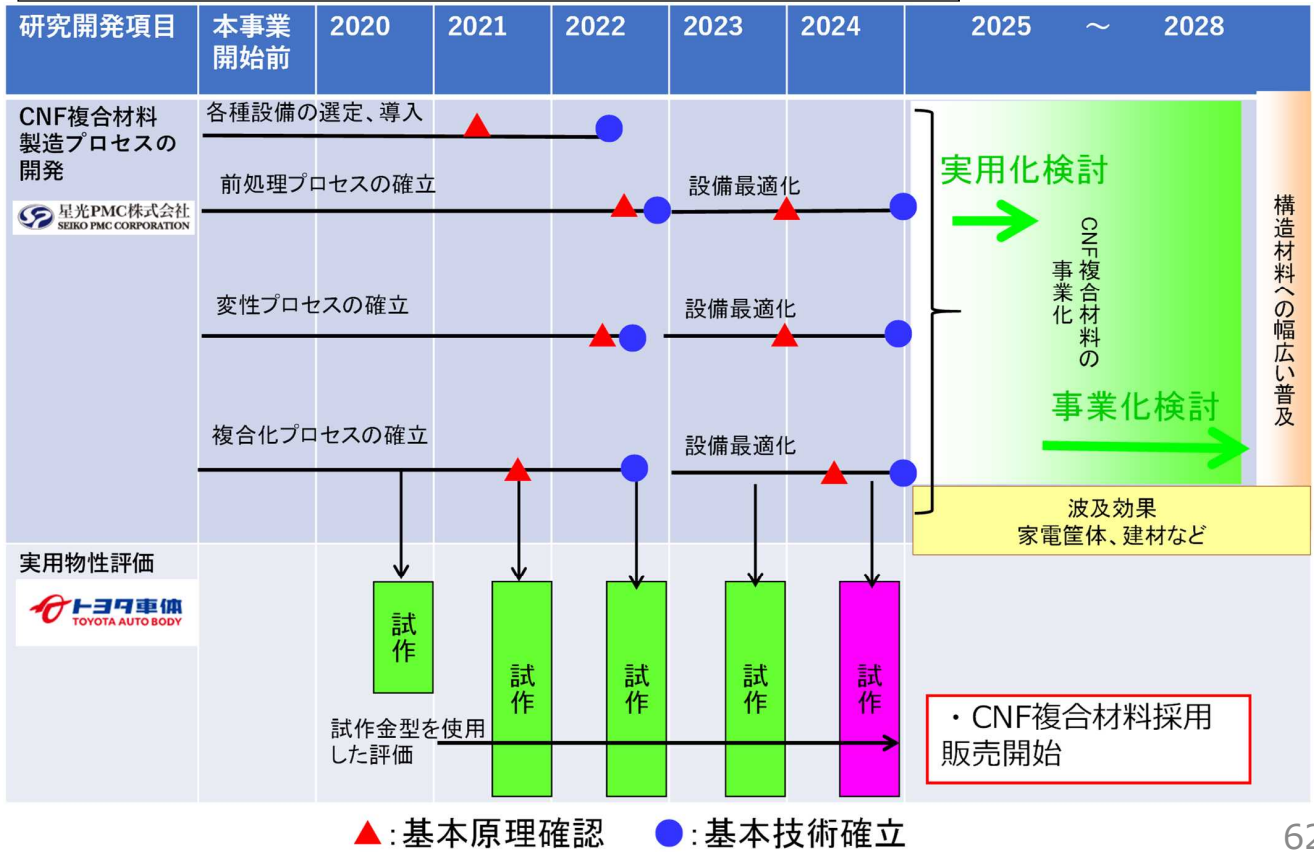 研究開発項目
本事業
開始前
2020
2021
2022
2023
2024
2025 ～ 2028
CNF複合材料
製造プロセスの
開発
星光PMC株式会社
SEIKO PMC CORPORATION
各種設備の選定、導入
前処理プロセスの確立
設備最適化
変性プロセスの確立
設備最適化
複合化プロセスの確立
設備最適化
実用化検討
CNF複合材料の
事業化
事業化検討
構造材料への幅広い普及
波及効果
家電筐体、建材など
実用物性評価
トヨタ車体
TOYOTA AUTO BODY
試作
試作
試作
試作
試作
試作金型を使用
した評価
・CNF複合材料採用
販売開始
▲:基本原理確認
●:基本技術確立
62